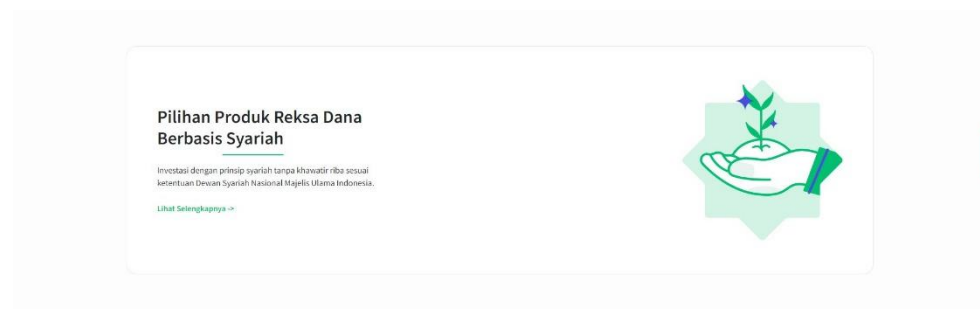 Pilihan Produk Reksa Dana
Berbasis Syariah
Investasi dengan prinsip syariah tanpa khawatir riba sesuai
ketentuan Dewan Syariah Nasional Majelis Ulama Indonesia.
Lihat Selengkapnya ->